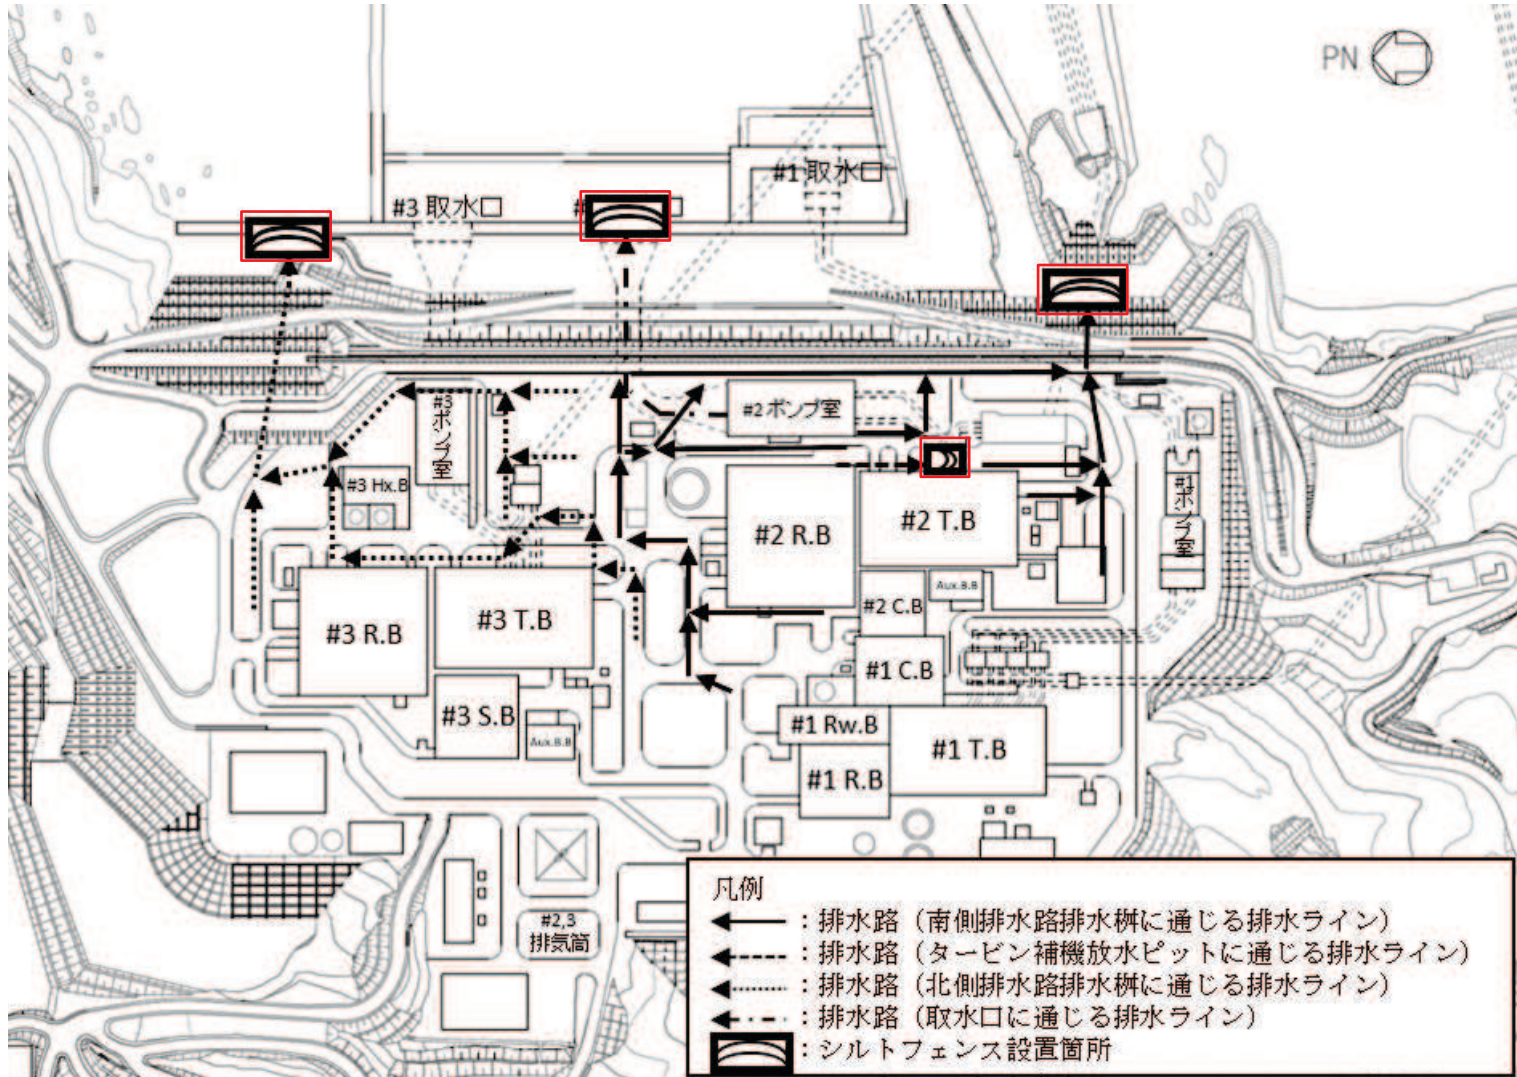 PN
#1 取水口
#3 取水口
#
#3 ポンプ室
#2 ポンプ室
#3 Hx.B
#1 ポンプ室
#2 R.B
#2 T.B
#3 R.B
#3 T.B
#2 C.B
Aux.B.B
#1 C.B
#3 S.B
Aux.B.B
#1 Rw.B
#1 T.B
#1 R.B
#2,3
排気筒
凡例
：排水路（南側排水路排水桝に通じる排水ライン）
：排水路（タービン補機放水ピットに通じる排水ライン）
：排水路（北側排水路排水桝に通じる排水ライン）
：排水路（取水口に通じる排水ライン）
：シルトフェンス設置箇所